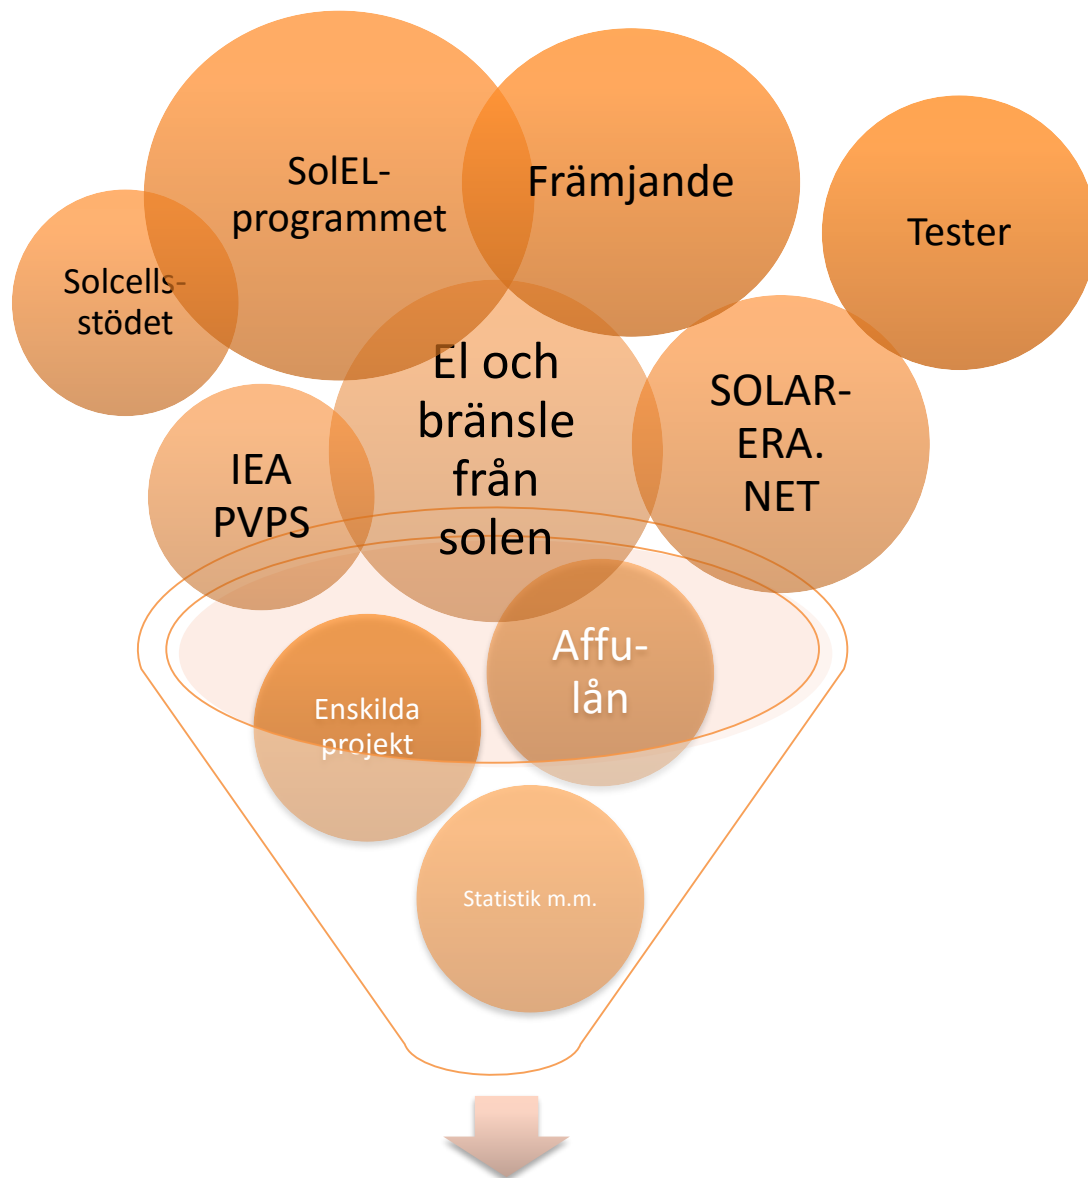 SolEL-
programmet
Främjande
Tester
Solcells-
stödet
El och
bränsle
från
solen
SOLAR-
ERA.
NET
IEA
PVPS
Affu-
lån
Enskilda
projekt
Statistik m.m.